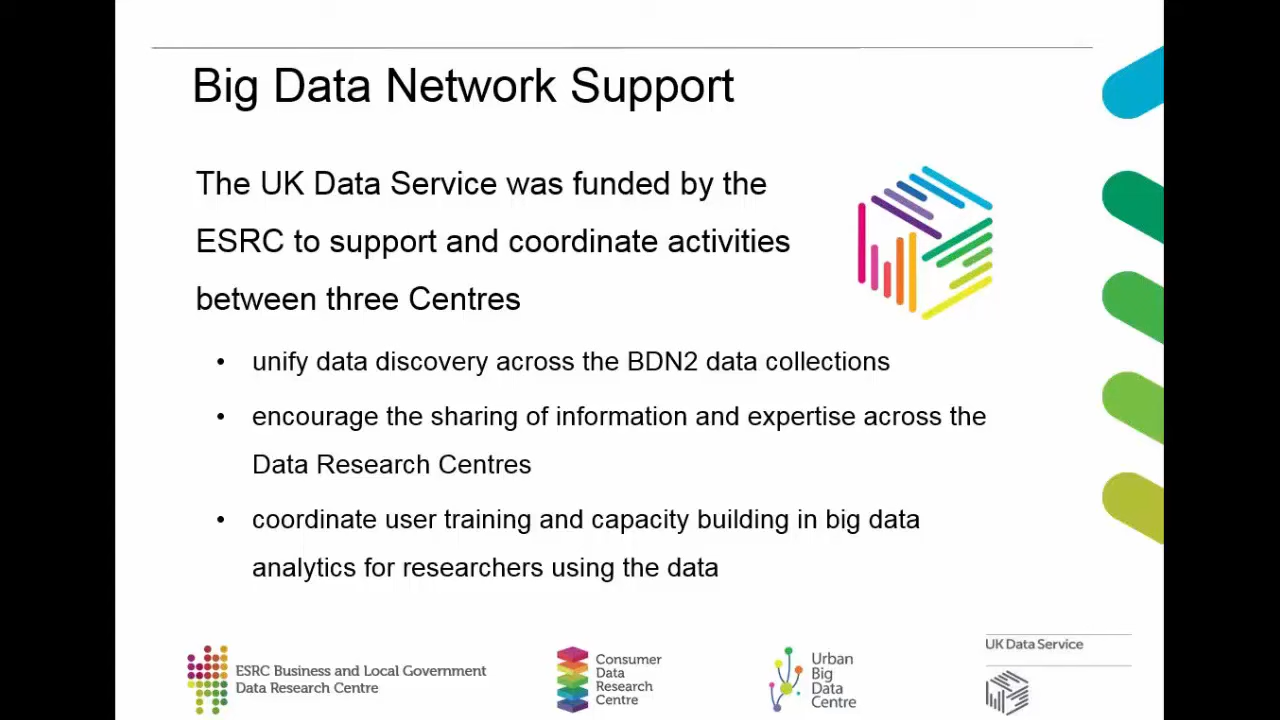 Big Data Network Support
The UK Data Service was funded by the
ESRC to support and coordinate activities
between three Centres
• unify data discovery across the BDN2 data collections
• encourage the sharing of information and expertise across the
Data Research Centres
• coordinate user training and capacity building in big data
analytics for researchers using the data
ESRC Business and Local Government
Data Research Centre
Consumer
Data
Research
Centre
Urban
Big
Data
Centre
UK Data Service